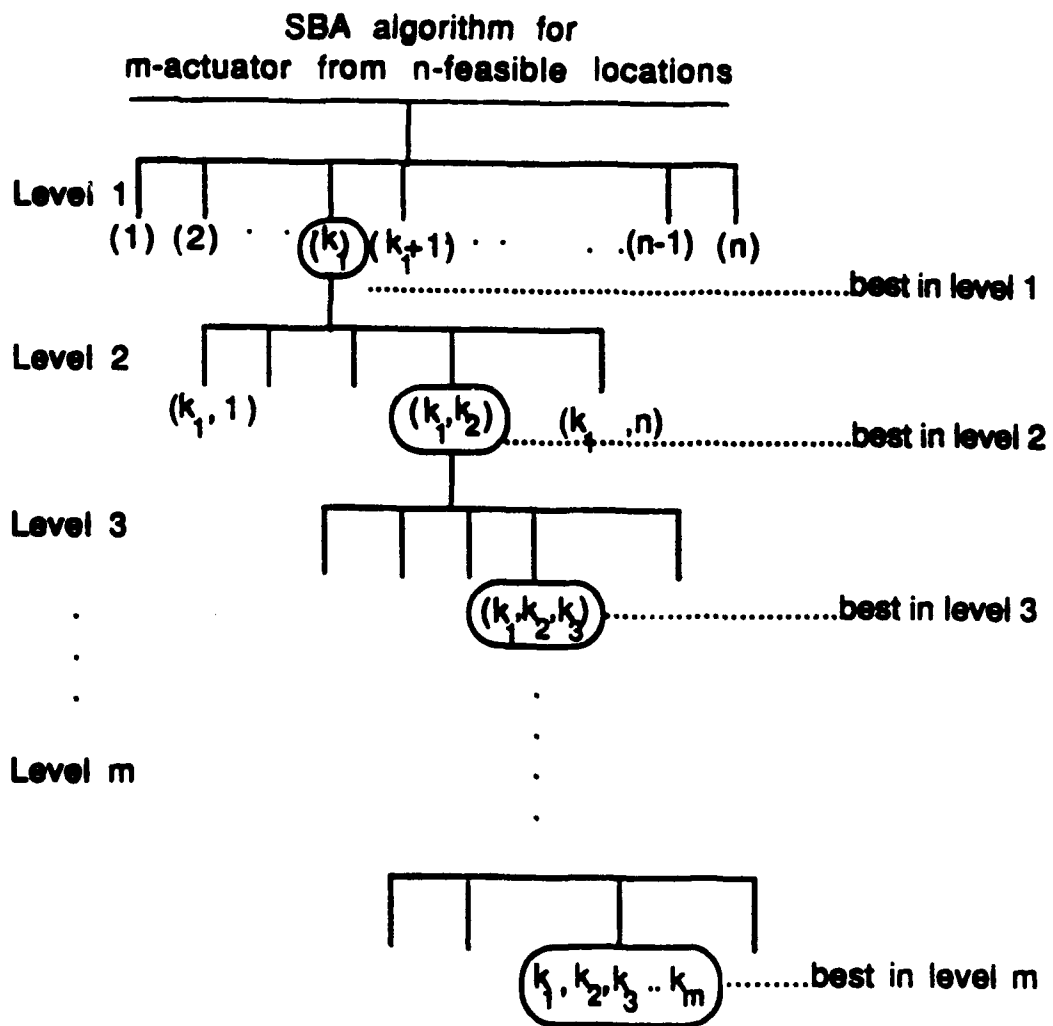 SBA algorithm for
m-actuator from n-feasible locations
Level 1
(1) (2) . . (k₁) (k₁+1) . . . . (n-1) (n)
best in level 1
Level 2
(k₁, 1) (k₁,k₂) (k₁ ,n)
best in level 2
Level 3
(k₁,k₂,k₃) best in level 3
Level m
k₁, k₂, k₃ .. kₘ best in level m